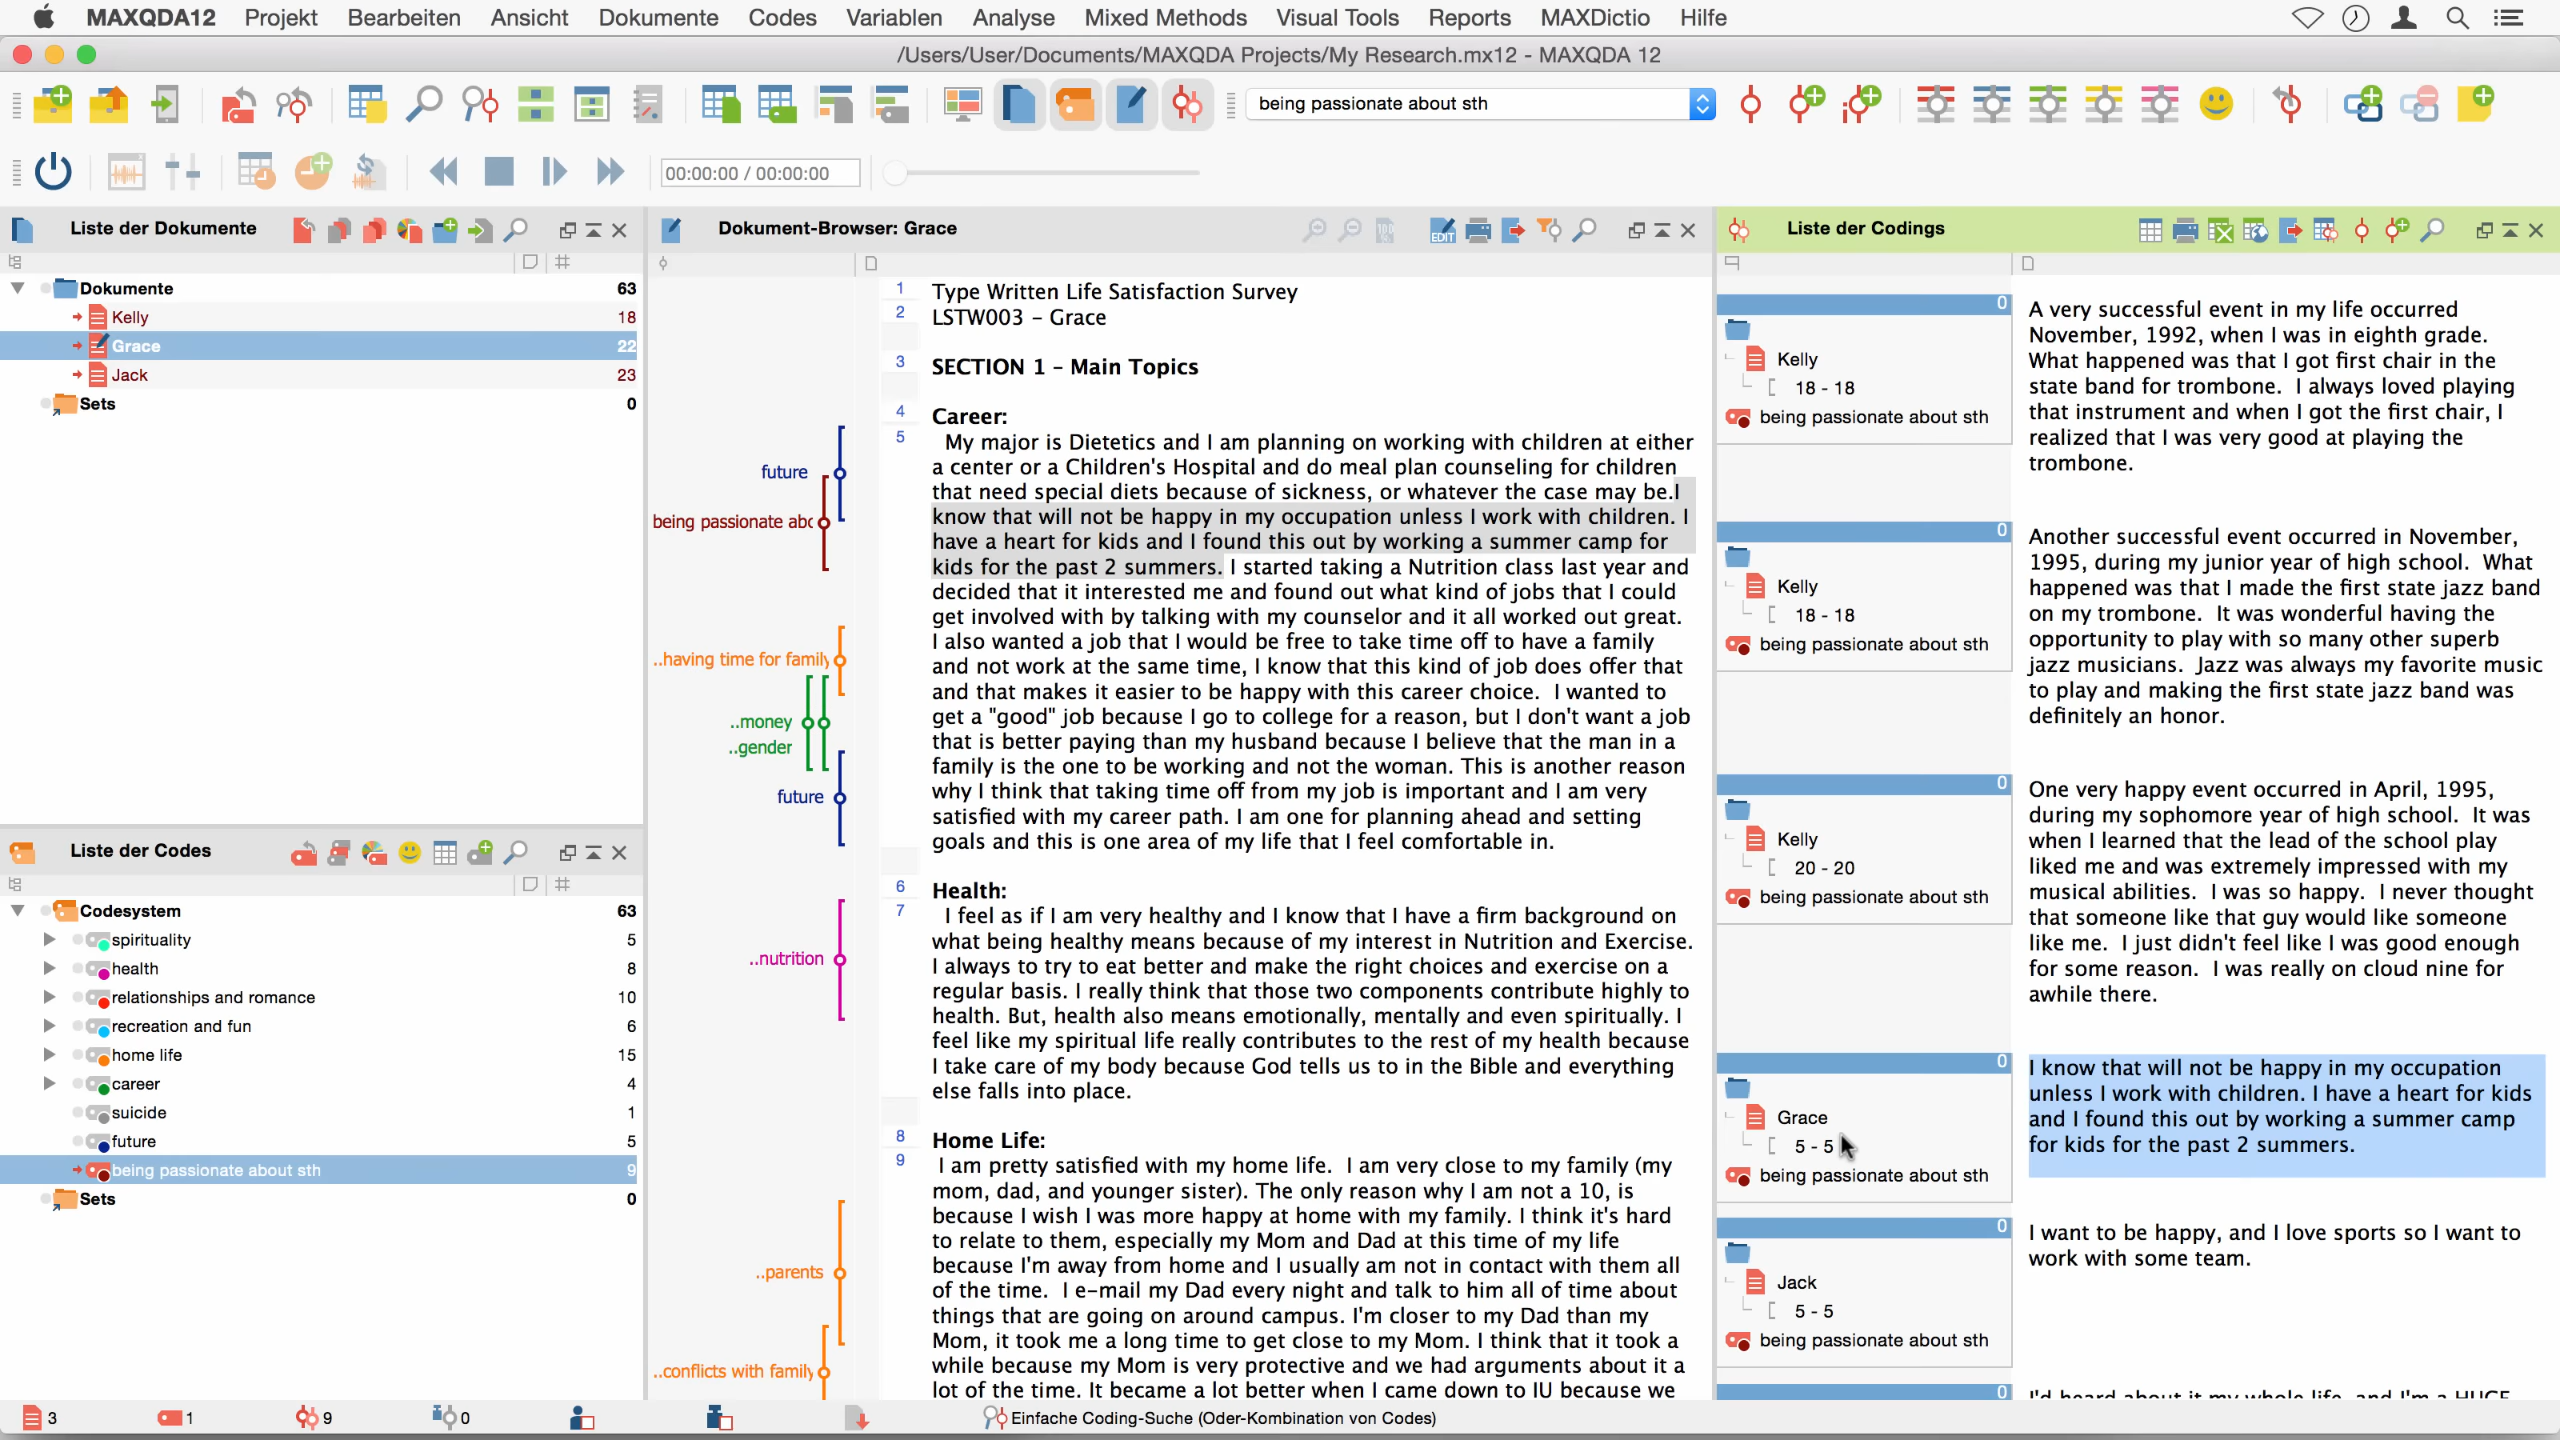 MAXQDA12 Projekt Bearbeiten Ansicht Dokumente Codes Variablen Analyse Mixed Methods Visual Tools Reports MAXDictio Hilfe
/Users/User/Documents/MAXQDA Projects/My Research.mx12 - MAXQDA 12
being passionate about sth
00:00:00 / 00:00:00
Liste der Dokumente
Dokumente 63
Kelly 18
Grace 22
Jack 23
Sets 0
Liste der Codes
Codesystem 63
spirituality 5
health 8
relationships and romance 10
recreation and fun 6
home life 15
career 4
suicide 1
future 5
being passionate about sth 9
Sets 0
Dokument-Browser: Grace
EDIT
future
being passionate abc
..having time for family
..money
..gender
future
..nutrition
..parents
..conflicts with family
1 Type Written Life Satisfaction Survey
2 LSTW003 – Grace
3 SECTION 1 – Main Topics
4 Career:
5 My major is Dietetics and I am planning on working with children at either
a center or a Children's Hospital and do meal plan counseling for children
that need special diets because of sickness, or whatever the case may be.I
know that will not be happy in my occupation unless I work with children. I
have a heart for kids and I found this out by working a summer camp for
kids for the past 2 summers. I started taking a Nutrition class last year and
decided that it interested me and found out what kind of jobs that I could
get involved with by talking with my counselor and it all worked out great.
I also wanted a job that I would be free to take time off to have a family
and not work at the same time, I know that this kind of job does offer that
and that makes it easier to be happy with this career choice.  I wanted to
get a "good" job because I go to college for a reason, but I don't want a job
that is better paying than my husband because I believe that the man in a
family is the one to be working and not the woman. This is another reason
why I think that taking time off from my job is important and I am very
satisfied with my career path. I am one for planning ahead and setting
goals and this is one area of my life that I feel comfortable in.
6 Health:
7 I feel as if I am very healthy and I know that I have a firm background on
what being healthy means because of my interest in Nutrition and Exercise.
I always to try to eat better and make the right choices and exercise on a
regular basis. I really think that those two components contribute highly to
health. But, health also means emotionally, mentally and even spiritually. I
feel like my spiritual life really contributes to the rest of my health because
I take care of my body because God tells us to in the Bible and everything
else falls into place.
8 Home Life:
9 I am pretty satisfied with my home life.  I am very close to my family (my
mom, dad, and younger sister). The only reason why I am not a 10, is
because I wish I was more happy at home with my family. I think it's hard
to relate to them, especially my Mom and Dad at this time of my life
because I'm away from home and I usually am not in contact with them all
of the time.  I e-mail my Dad every night and talk to him all of time about
things that are going on around campus. I'm closer to my Dad than my
Mom, it took me a long time to get close to my Mom. I think that it took a
while because my Mom is very protective and we had arguments about it a
lot of the time. It became a lot better when I came down to IU because we
Liste der Codings
0
Kelly
18 - 18
being passionate about sth
A very successful event in my life occurred
November, 1992, when I was in eighth grade.
What happened was that I got first chair in the
state band for trombone.  I always loved playing
that instrument and when I got the first chair, I
realized that I was very good at playing the
trombone.
0
Kelly
18 - 18
being passionate about sth
Another successful event occurred in November,
1995, during my junior year of high school.  What
happened was that I made the first state jazz band
on my trombone.  It was wonderful having the
opportunity to play with so many other superb
jazz musicians.  Jazz was always my favorite music
to play and making the first state jazz band was
definitely an honor.
0
Kelly
20 - 20
being passionate about sth
One very happy event occurred in April, 1995,
during my sophomore year of high school.  It was
when I learned that the lead of the school play
liked me and was extremely impressed with my
musical abilities.  I was so happy.  I never thought
that someone like that guy would like someone
like me.  I just didn't feel like I was good enough
for some reason.  I was really on cloud nine for
awhile there.
0
Grace
5 - 5
being passionate about sth
I know that will not be happy in my occupation
unless I work with children. I have a heart for kids
and I found this out by working a summer camp
for kids for the past 2 summers.
0
Jack
5 - 5
being passionate about sth
I want to be happy, and I love sports so I want to
work with some team.
0
I'd heard about it my whole life, and I'm a HUGE
3 1 9 0 Einfache Coding-Suche (Oder-Kombination von Codes)